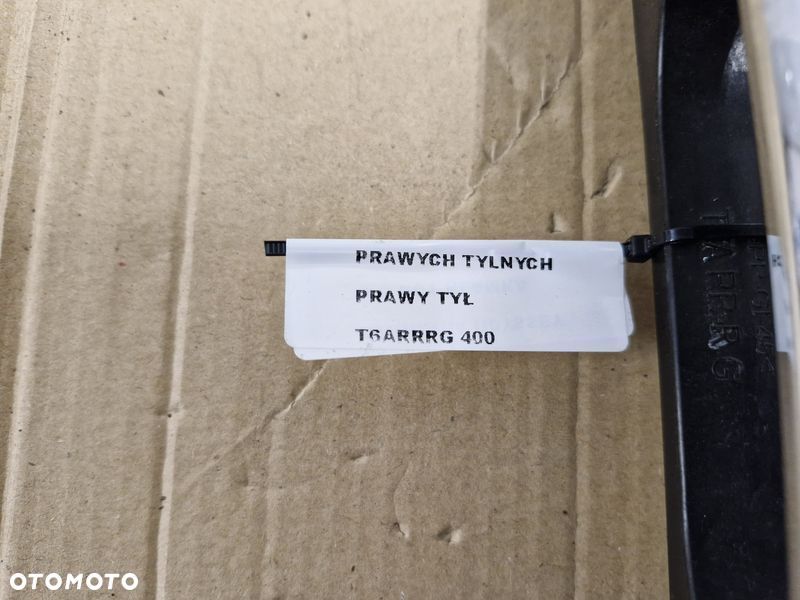 PRAWYCH TYLNYCH
PRAWY TYŁ
T6ARRRG 400
OTOMOTO